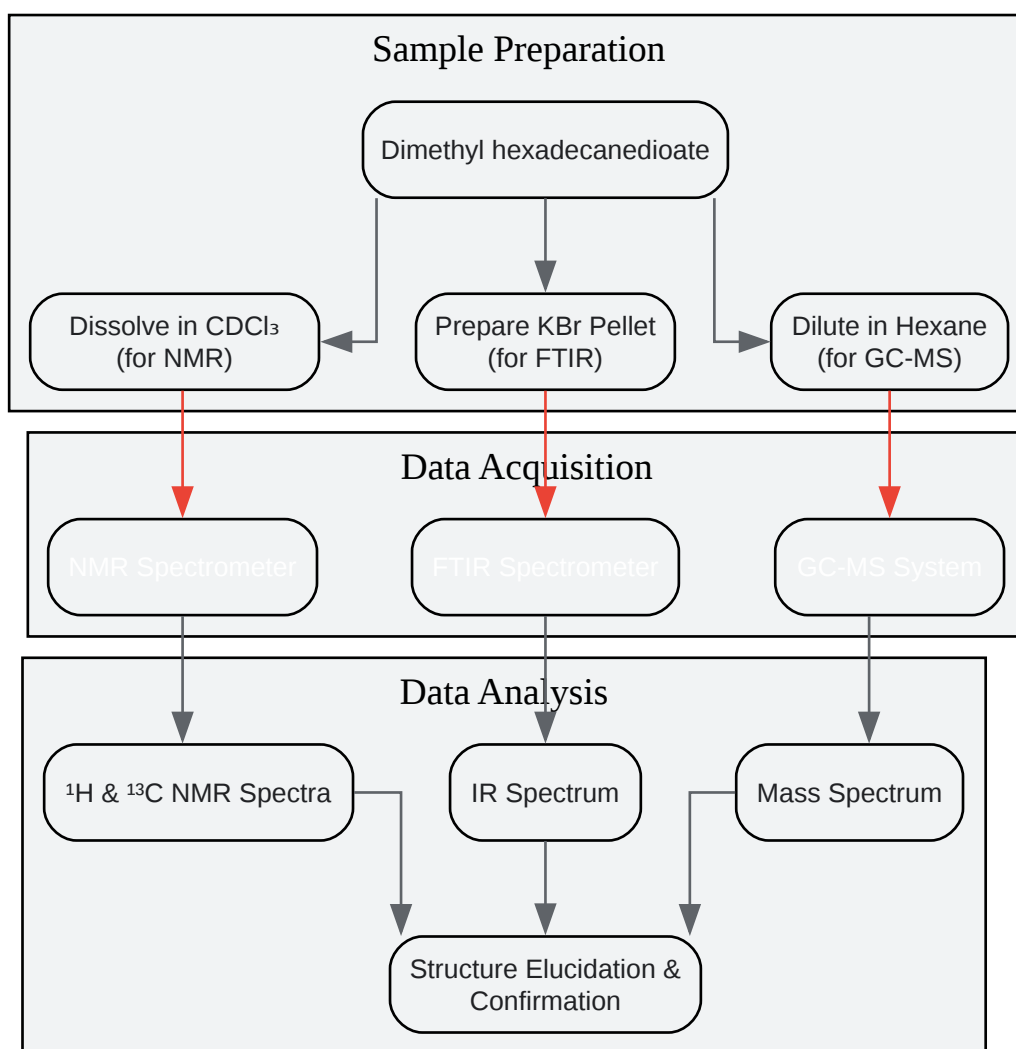 Sample Preparation
Dimethyl hexadecanedioate
Dissolve in CDCl₃
(for NMR)
Prepare KBr Pellet
(for FTIR)
Dilute in Hexane
(for GC-MS)
Data Acquisition
NMR Spectrometer
FTIR Spectrometer
GC-MS System
Data Analysis
¹H & ¹³C NMR Spectra
IR Spectrum
Mass Spectrum
Structure Elucidation &
Confirmation